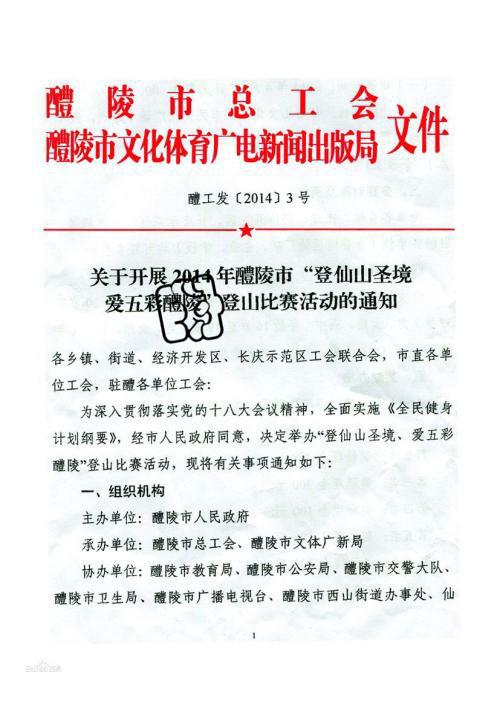 醴陵市总工会
醴陵市文化体育广电新闻出版局 文件
醴工发〔2014〕3号
关于开展2014年醴陵市“登仙山圣境
爱五彩醴陵”登山比赛活动的通知
各乡镇、街道、经济开发区、长庆示范区工会联合会，市直各单
位工会，驻醴各单位工会：
为深入贯彻落实党的十八大会议精神，全面实施《全民健身
计划纲要》，经市人民政府同意，决定举办“登仙山圣境、爱五彩
醴陵”登山比赛活动，现将有关事项通知如下：
一、组织机构
主办单位：醴陵市人民政府
承办单位：醴陵市总工会、醴陵市文体广新局
协办单位：醴陵市教育局、醴陵市公安局、醴陵市交警大队、
醴陵市卫生局、醴陵市广播电视台、醴陵市西山街道办事处、仙
1